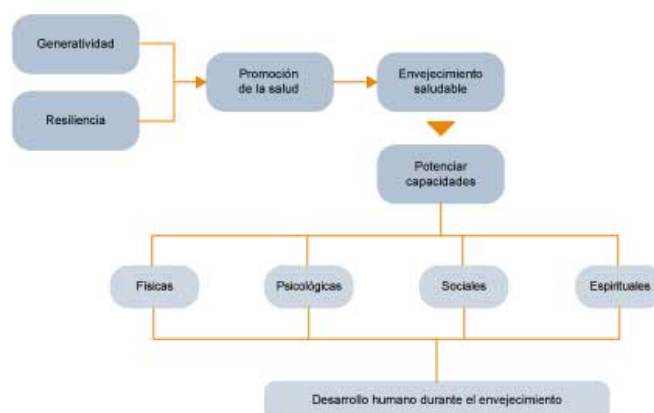 Generatividad
Resiliencia
Promoción
de la salud
Envejecimiento
saludable
Potenciar
capacidades
Físicas
Psicológicas
Sociales
Espirituales
Desarrollo humano durante el envejecimiento